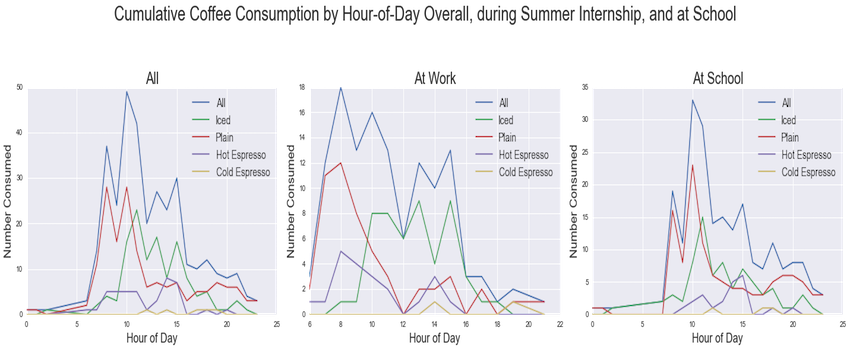 Cumulative Coffee Consumption by Hour-of-Day Overall, during Summer Internship, and at School
All
50
40
30
20
10
0
Number Consumed
0 5 10 15 20 25
Hour of Day
All
Iced
Plain
Hot Espresso
Cold Espresso
At Work
18
16
14
12
10
8
6
4
2
0
Number Consumed
8 10 12 14 16 18 20 22
Hour of Day
All
Iced
Plain
Hot Espresso
Cold Espresso
At School
35
30
25
20
15
10
5
0
Number Consumed
0 5 10 15 20 25
Hour of Day
All
Iced
Plain
Hot Espresso
Cold Espresso